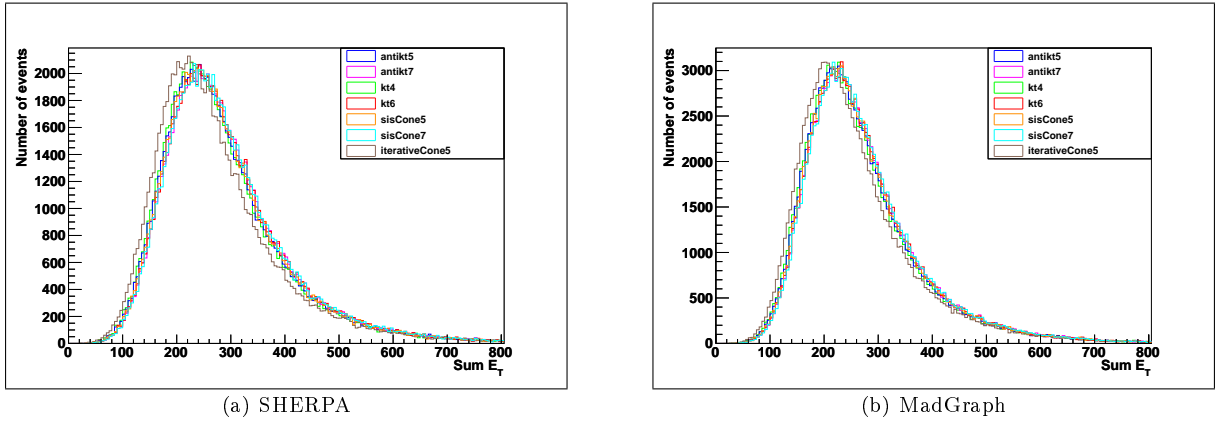 Number of events
2000
1800
1600
1400
1200
1000
800
600
400
200
0
0 100 200 300 400 500 600 700 800
Sum E_T
antikt5
antikt7
kt4
kt6
sisCone5
sisCone7
iterativeCone5
(a) SHERPA
Number of events
3000
2500
2000
1500
1000
500
0
0 100 200 300 400 500 600 700 800
Sum E_T
antikt5
antikt7
kt4
kt6
sisCone5
sisCone7
iterativeCone5
(b) MadGraph